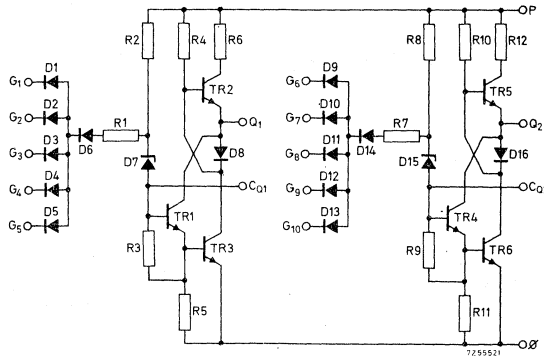 P
R2 R4 R6 R8 R10 R12
D1 D9
G1 G6
TR2 TR5
D2 D10
G2 Q1 G7 Q2
R1 R7
D3 D6 D8 D11 D14 D16
G3 D7 G8 D15
D4 D12
G4 CQ1 G9 CQ1
D5 TR1 D13 TR4
G5 R3 TR3 G10 R9 TR6
R5 R11
Ø
7255521